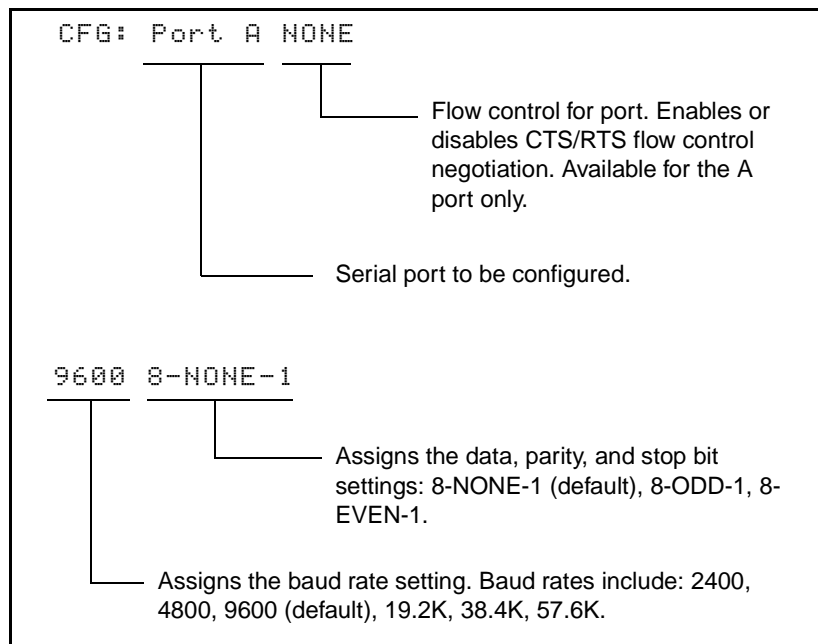 CFG: Port A NONE
Flow control for port. Enables or
disables CTS/RTS flow control
negotiation. Available for the A
port only.
Serial port to be configured.
9600 8-NONE-1
Assigns the data, parity, and stop bit
settings: 8-NONE-1 (default), 8-ODD-1, 8-
EVEN-1.
Assigns the baud rate setting. Baud rates include: 2400,
4800, 9600 (default), 19.2K, 38.4K, 57.6K.